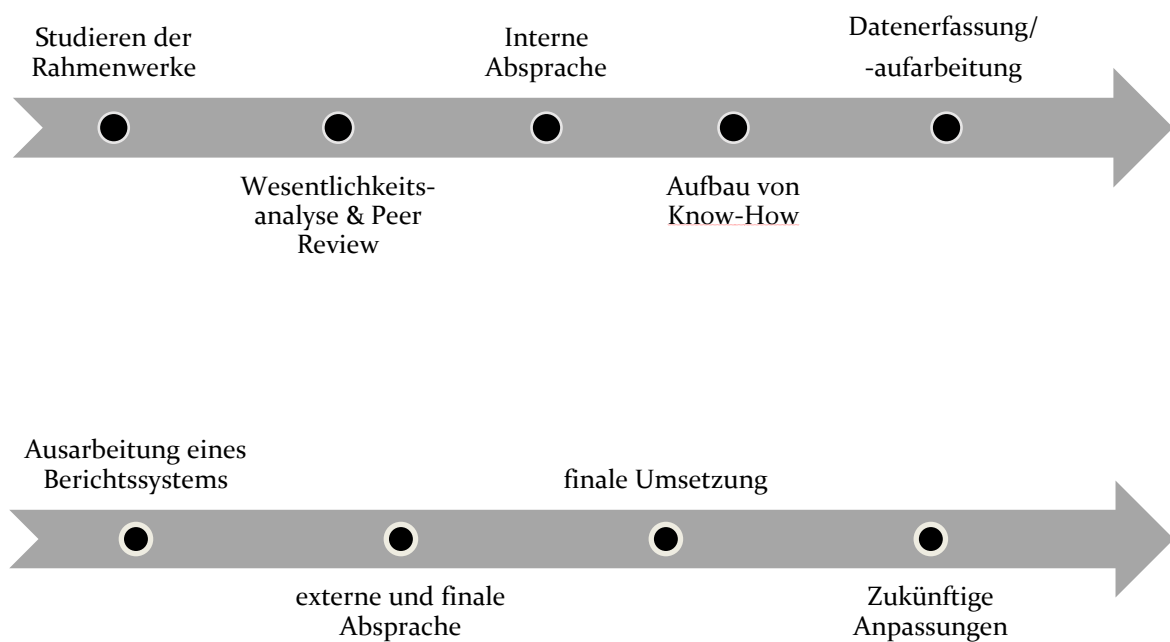 Studieren der
Rahmenwerke
Wesentlichkeits-
analyse & Peer
Review
Interne
Absprache
Aufbau von
Know-How
Datenerfassung/
-aufarbeitung
Ausarbeitung eines
Berichtssystems
externe und finale
Absprache
finale Umsetzung
Zukünftige
Anpassungen